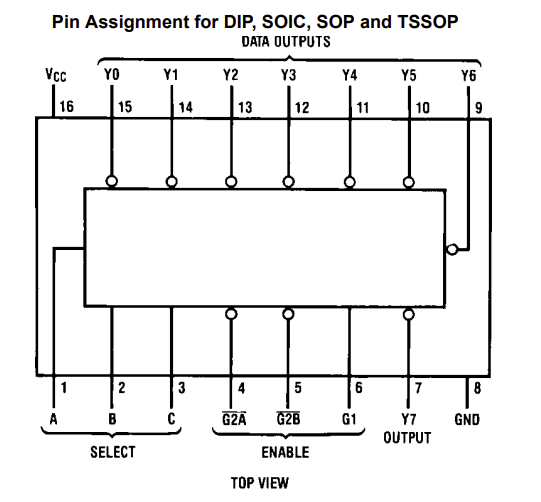 Pin Assignment for DIP, SOIC, SOP and TSSOP
DATA OUTPUTS
VCC Y0 Y1 Y2 Y3 Y4 Y5 Y6
16 15 14 13 12 11 10 9
1 2 3 4 5 6 7 8
A B C G2A G2B G1 Y7 GND
SELECT ENABLE OUTPUT
TOP VIEW